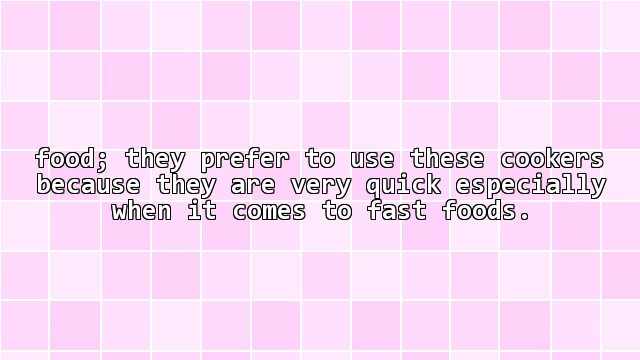 food; they prefer to use these cookers
because they are very quick especially
when it comes to fast foods.